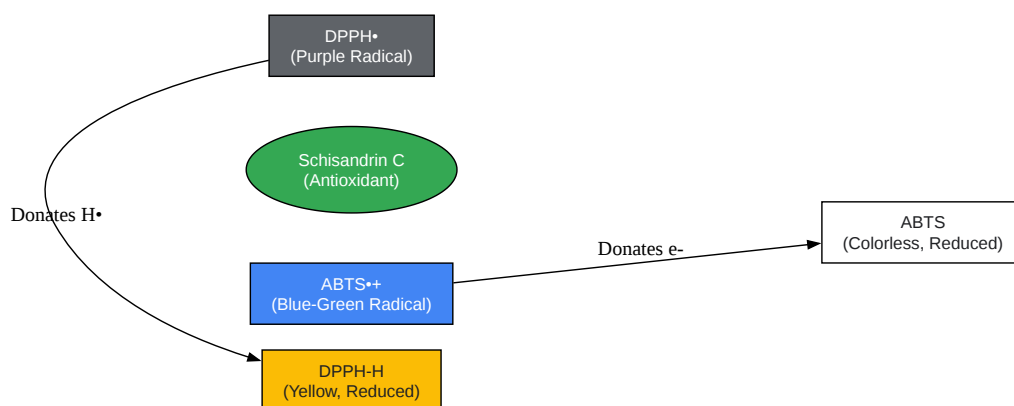 DPPH•
(Purple Radical)
Schisandrin C
(Antioxidant)
Donates H•
ABTS
(Colorless, Reduced)
Donates e-
ABTS•+
(Blue-Green Radical)
DPPH-H
(Yellow, Reduced)